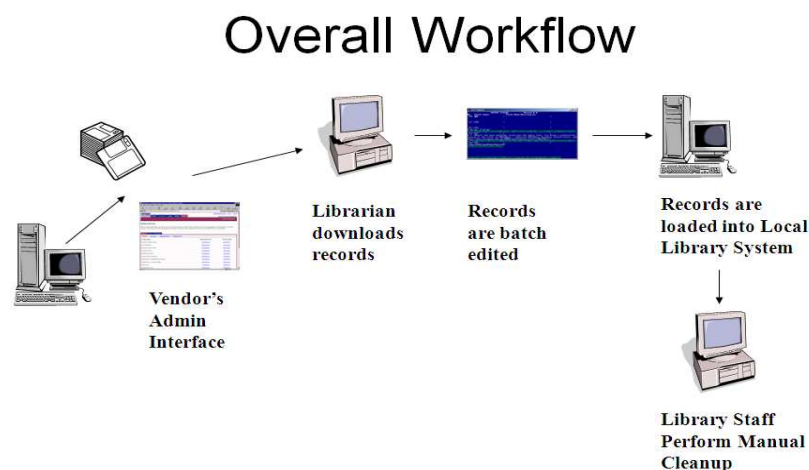 Overall Workflow
Vendor's
Admin
Interface
Librarian
downloads
records
Records
are batch
edited
Records are
loaded into Local
Library System
Library Staff
Perform Manual
Cleanup